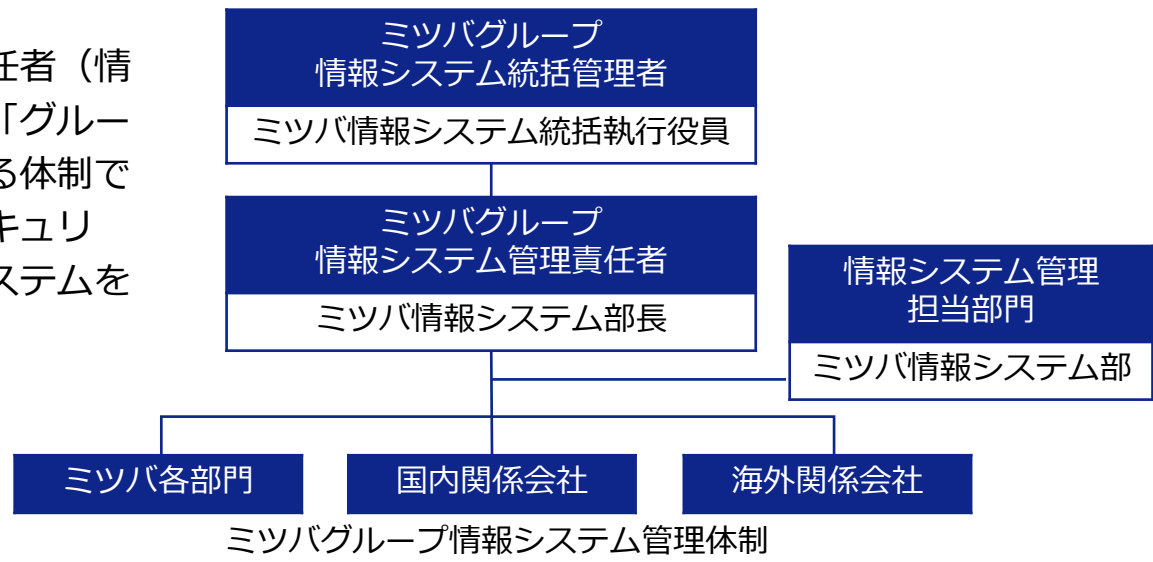 任者（情
「グルー
る体制で
キュリ
ステムを
ミツバグループ
情報システム統括管理者
ミツバ情報システム統括執行役員
ミツバグループ
情報システム管理責任者
ミツバ情報システム部長
情報システム管理
担当部門
ミツバ情報システム部
ミツバ各部門
国内関係会社
海外関係会社
ミツバグループ情報システム管理体制